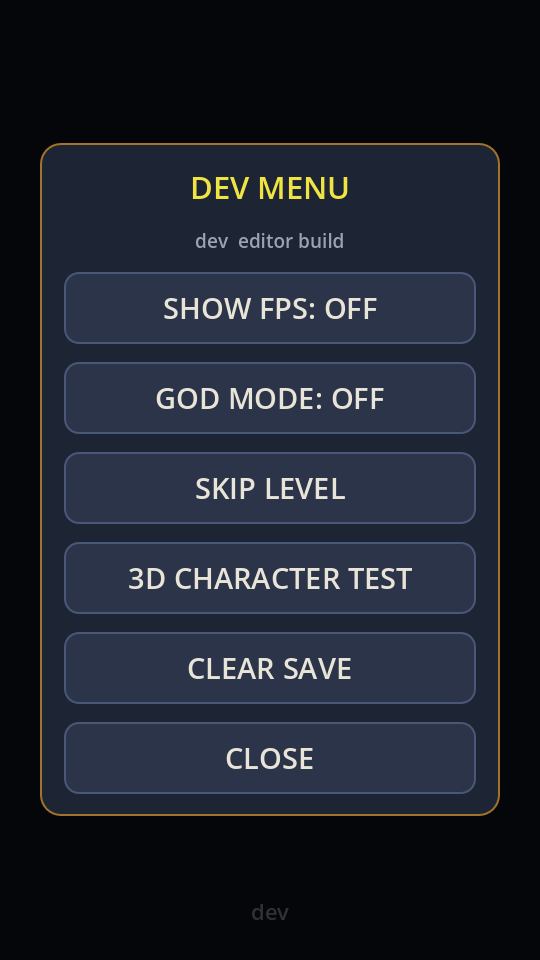 DEV MENU
dev  editor build
SHOW FPS: OFF
GOD MODE: OFF
SKIP LEVEL
3D CHARACTER TEST
CLEAR SAVE
CLOSE
dev